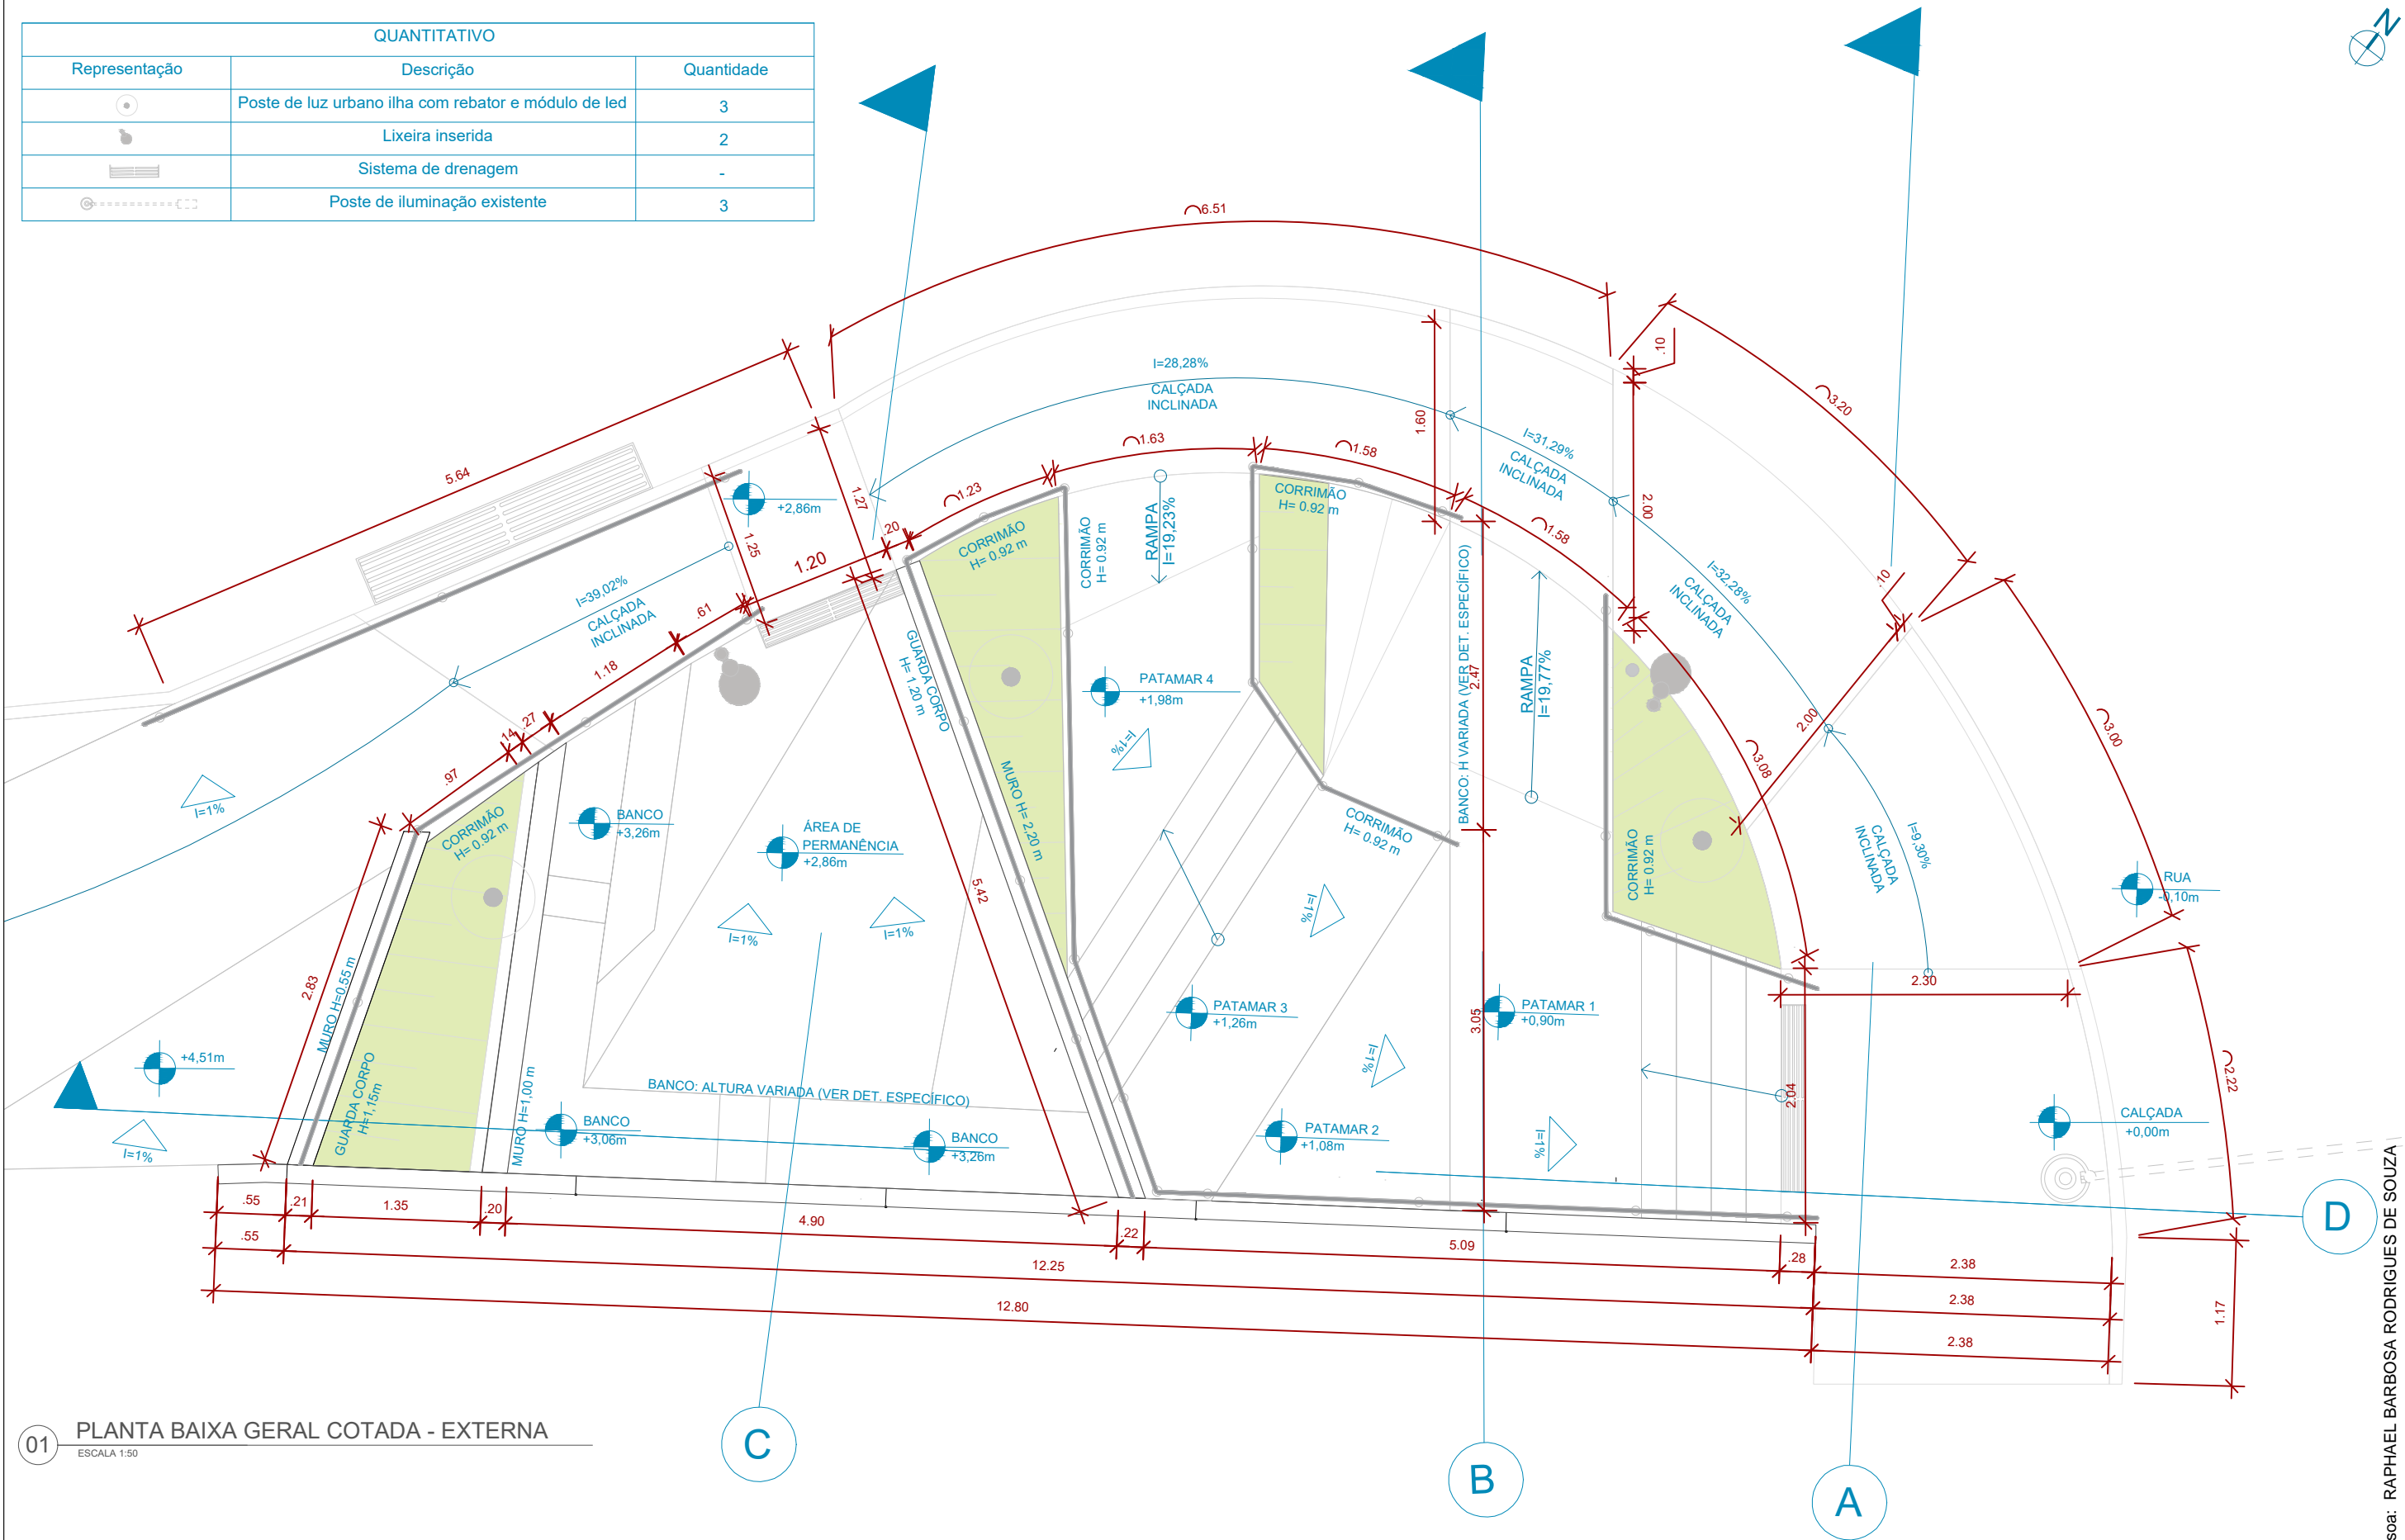 QUANTITATIVO
Representação Descrição Quantidade
Poste de luz urbano ilha com rebator e módulo de led 3
Lixeira inserida 2
Sistema de drenagem -
Poste de iluminação existente 3
N
6.51
.10
3.20
5.64
I=28,28%
CALÇADA
INCLINADA
1.60
1.63
1.58
I=31,29%
CALÇADA
INCLINADA
2.00
1.27
1.23
.20
+2,86m
1.25
1.20
CORRIMÃO
H= 0.92 m
CORRIMÃO
H= 0.92 m
RAMPA
I=19,23%
CORRIMÃO
H= 0.92 m
1.58
.10
I=32,28%
CALÇADA
INCLINADA
I=39,02%
CALÇADA
INCLINADA
.61
1.18
.27
.14
.97
GUARDA CORPO
H= 1.20 m
MURO H= 2,20 m
PATAMAR 4
+1,98m
I=1%
BANCO: H VARIADA (VER DET. ESPECÍFICO)
2.47
RAMPA
I=19,77%
2.00
3.08
3.00
I=1%
CORRIMÃO
H= 0.92 m
BANCO
+3,26m
ÁREA DE
PERMANÊNCIA
+2,86m
CORRIMÃO
H= 0.92 m
CORRIMÃO
H= 0.92 m
I=9,30%
CALÇADA
INCLINADA
RUA
-0,10m
5.42
I=1%
I=1%
I=1%
2.83
MURO H=0.55 m
2.30
PATAMAR 3
+1,26m
3.05
PATAMAR 1
+0,90m
I=1%
+4,51m
GUARDA CORPO
H=1,15m
MURO H=1,00 m
BANCO: ALTURA VARIADA (VER DET. ESPECÍFICO)
2.04
2.22
BANCO
+3,06m
BANCO
+3,26m
PATAMAR 2
+1,08m
I=1%
CALÇADA
+0,00m
I=1%
.55 .21 1.35 .20 4.90 .22 5.09 .28 2.38
.55 12.25 2.38
12.80 2.38
1.17
D
C
B
A
01 PLANTA BAIXA GERAL COTADA - EXTERNA
ESCALA 1:50
soa: RAPHAEL BARBOSA RODRIGUES DE SOUZA